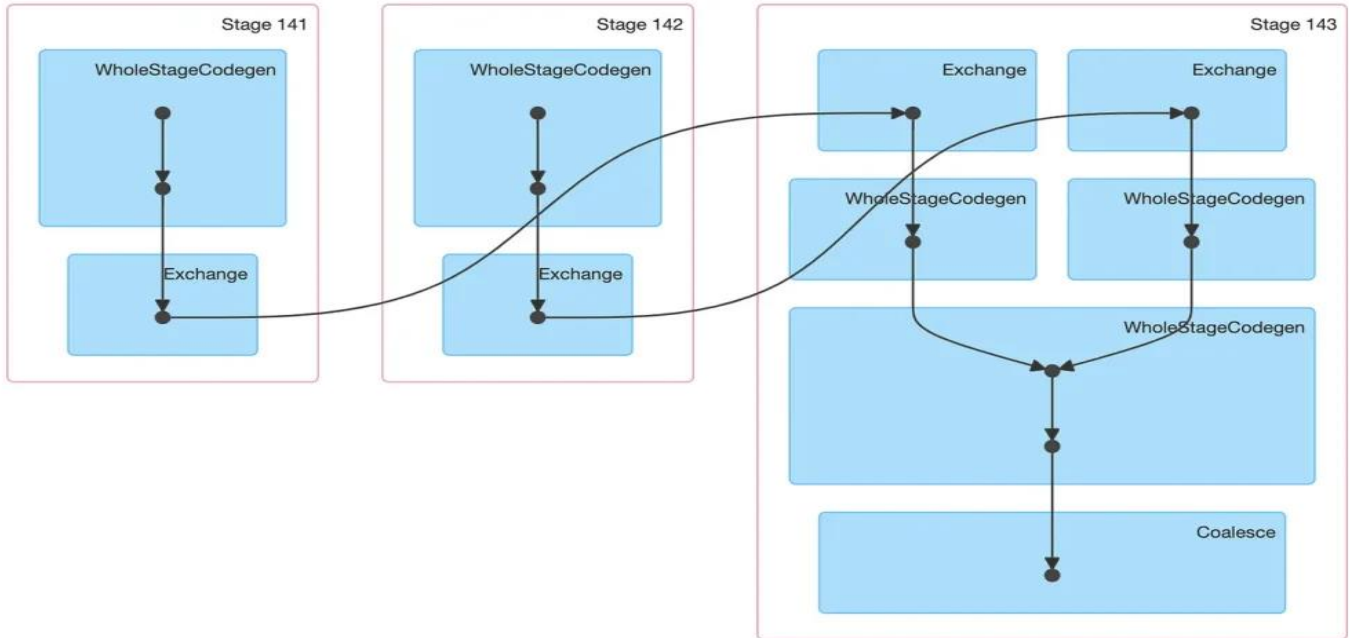 Stage 141
WholeStageCodegen
Exchange
Stage 142
WholeStageCodegen
Exchange
Stage 143
Exchange
Exchange
WholeStageCodegen
WholeStageCodegen
WholeStageCodegen
Coalesce